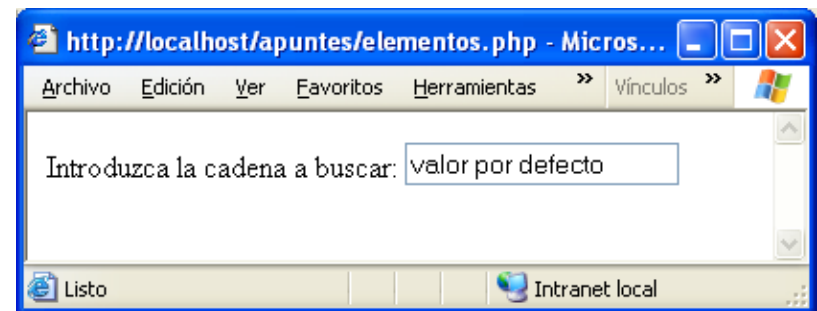 http://localhost/apuntes/elementos.php - Micros...
Archivo Edición Ver Favoritos Herramientas » Vínculos »
Introduzca la cadena a buscar: valor por defecto
Listo Intranet local